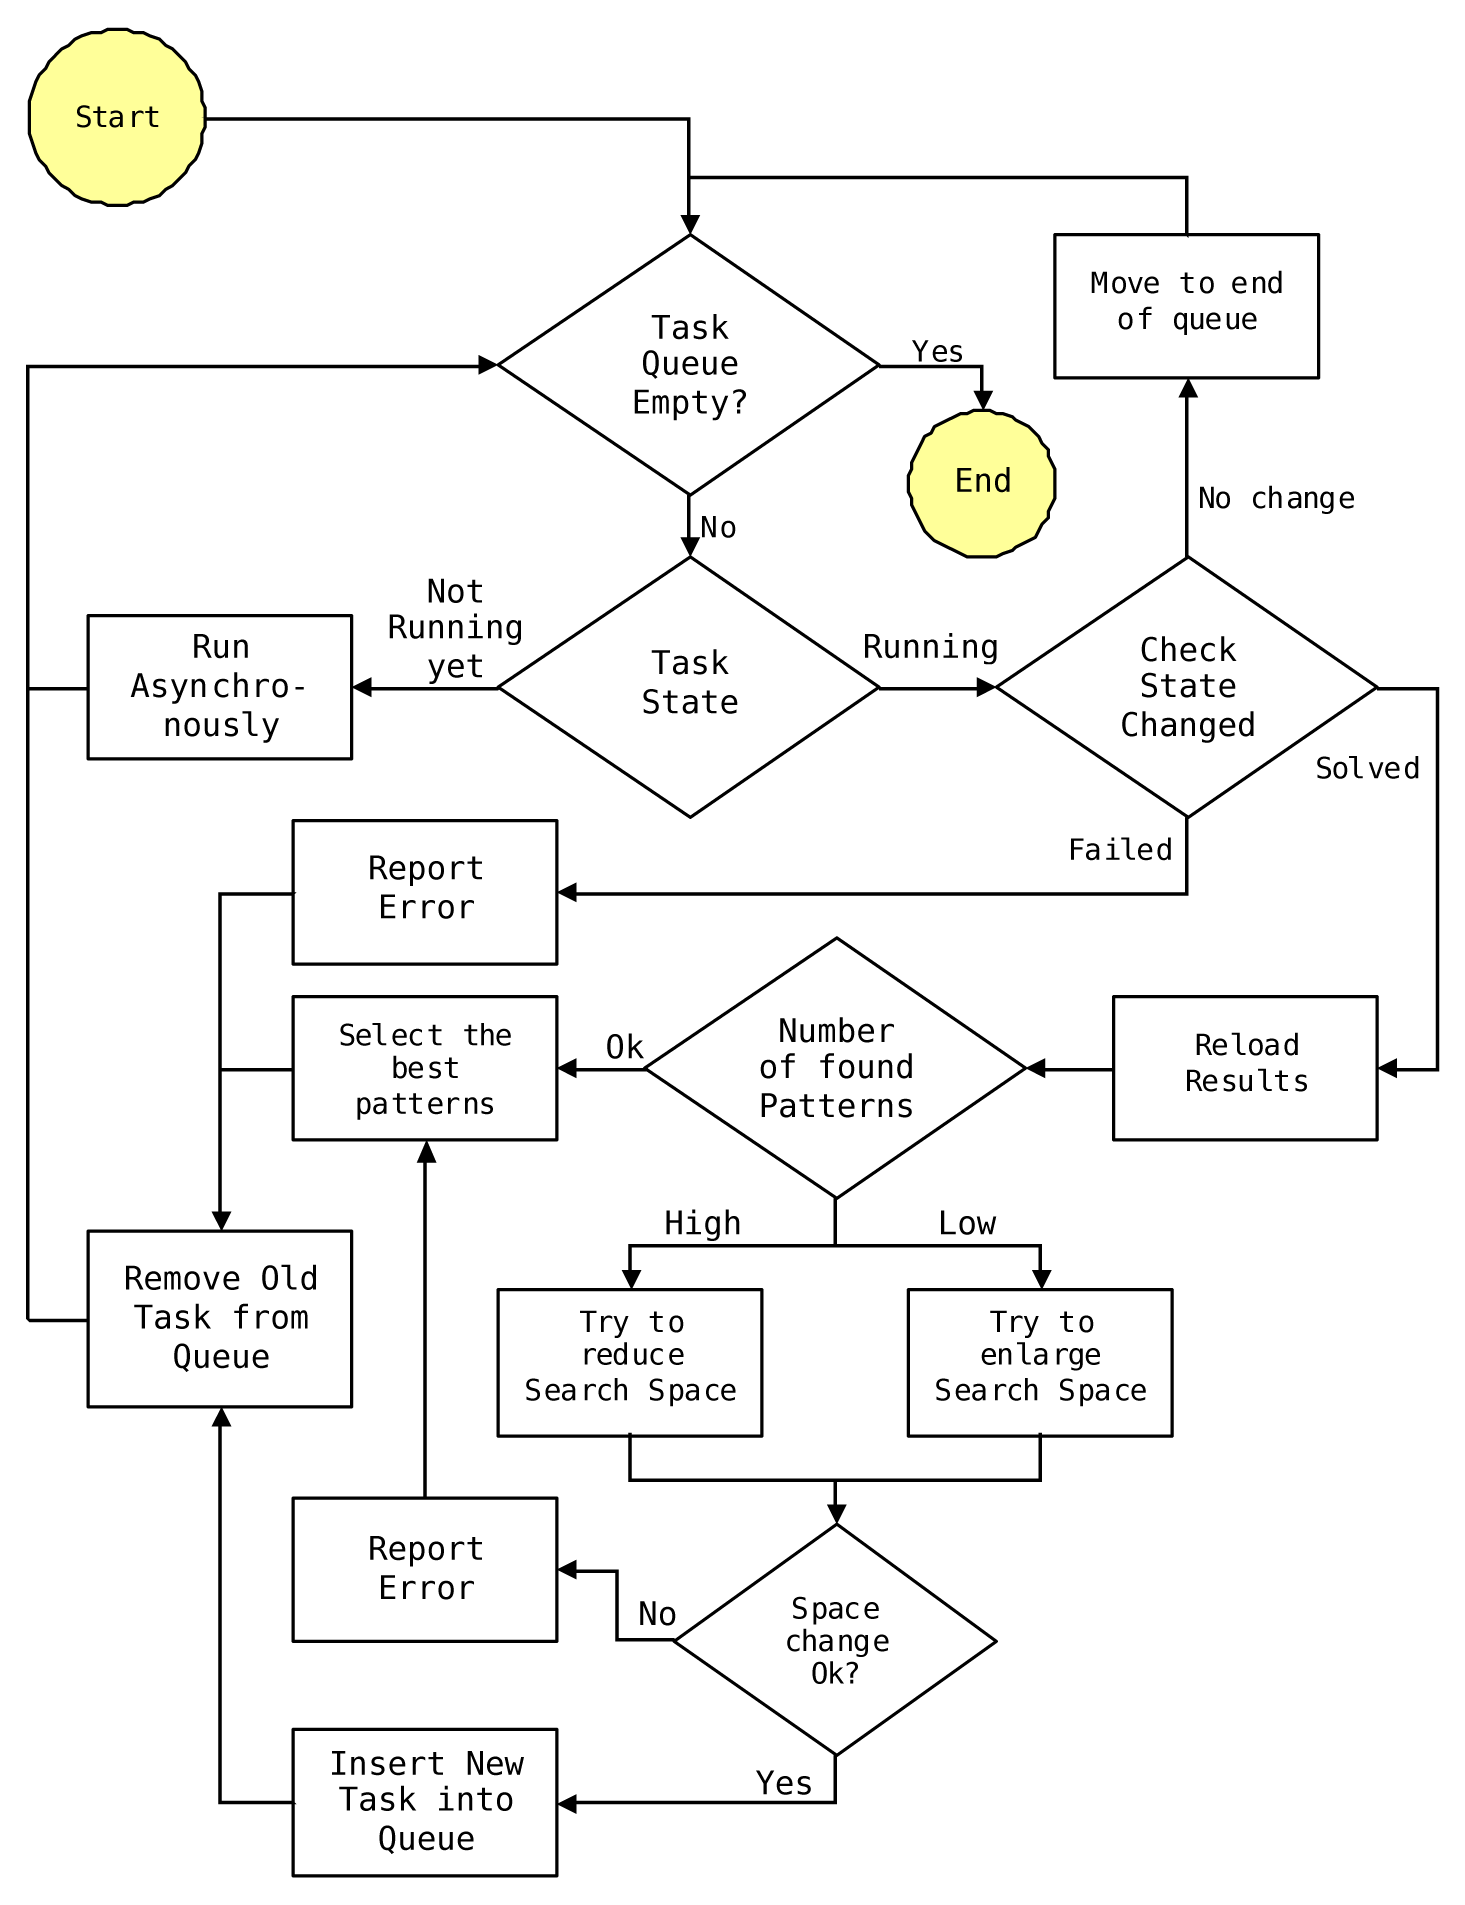 Start
Move to end
of queue
Task
Queue
Empty?
Yes
End
No
No change
Not
Running
yet
Run
Asynchro-
nously
Task
State
Running
Check
State
Changed
Solved
Failed
Report
Error
Select the
best
patterns
Ok
Number
of found
Patterns
Reload
Results
High
Low
Remove Old
Task from
Queue
Try to
reduce
Search Space
Try to
enlarge
Search Space
Report
Error
No
Space
change
Ok?
Yes
Insert New
Task into
Queue